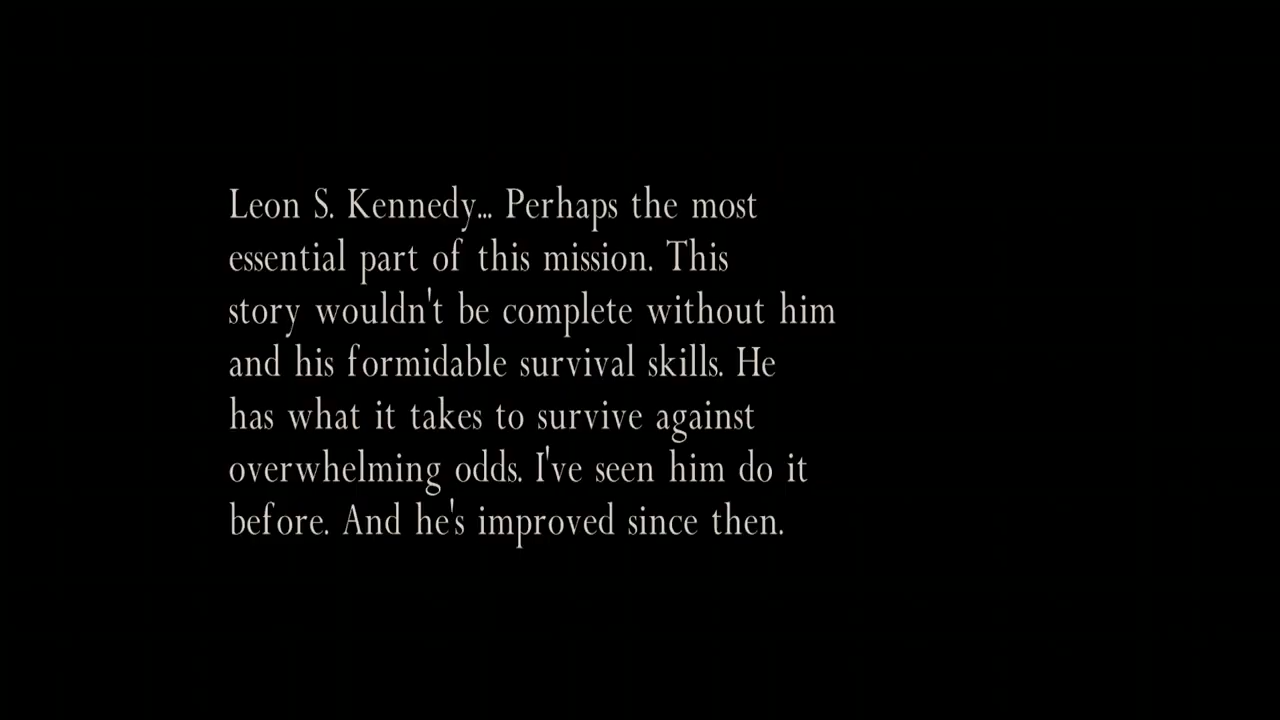 Leon S. Kennedy... Perhaps the most
essential part of this mission. This
story wouldn't be complete without him
and his formidable survival skills. He
has what it takes to survive against
overwhelming odds. I've seen him do it
before. And he's improved since then.